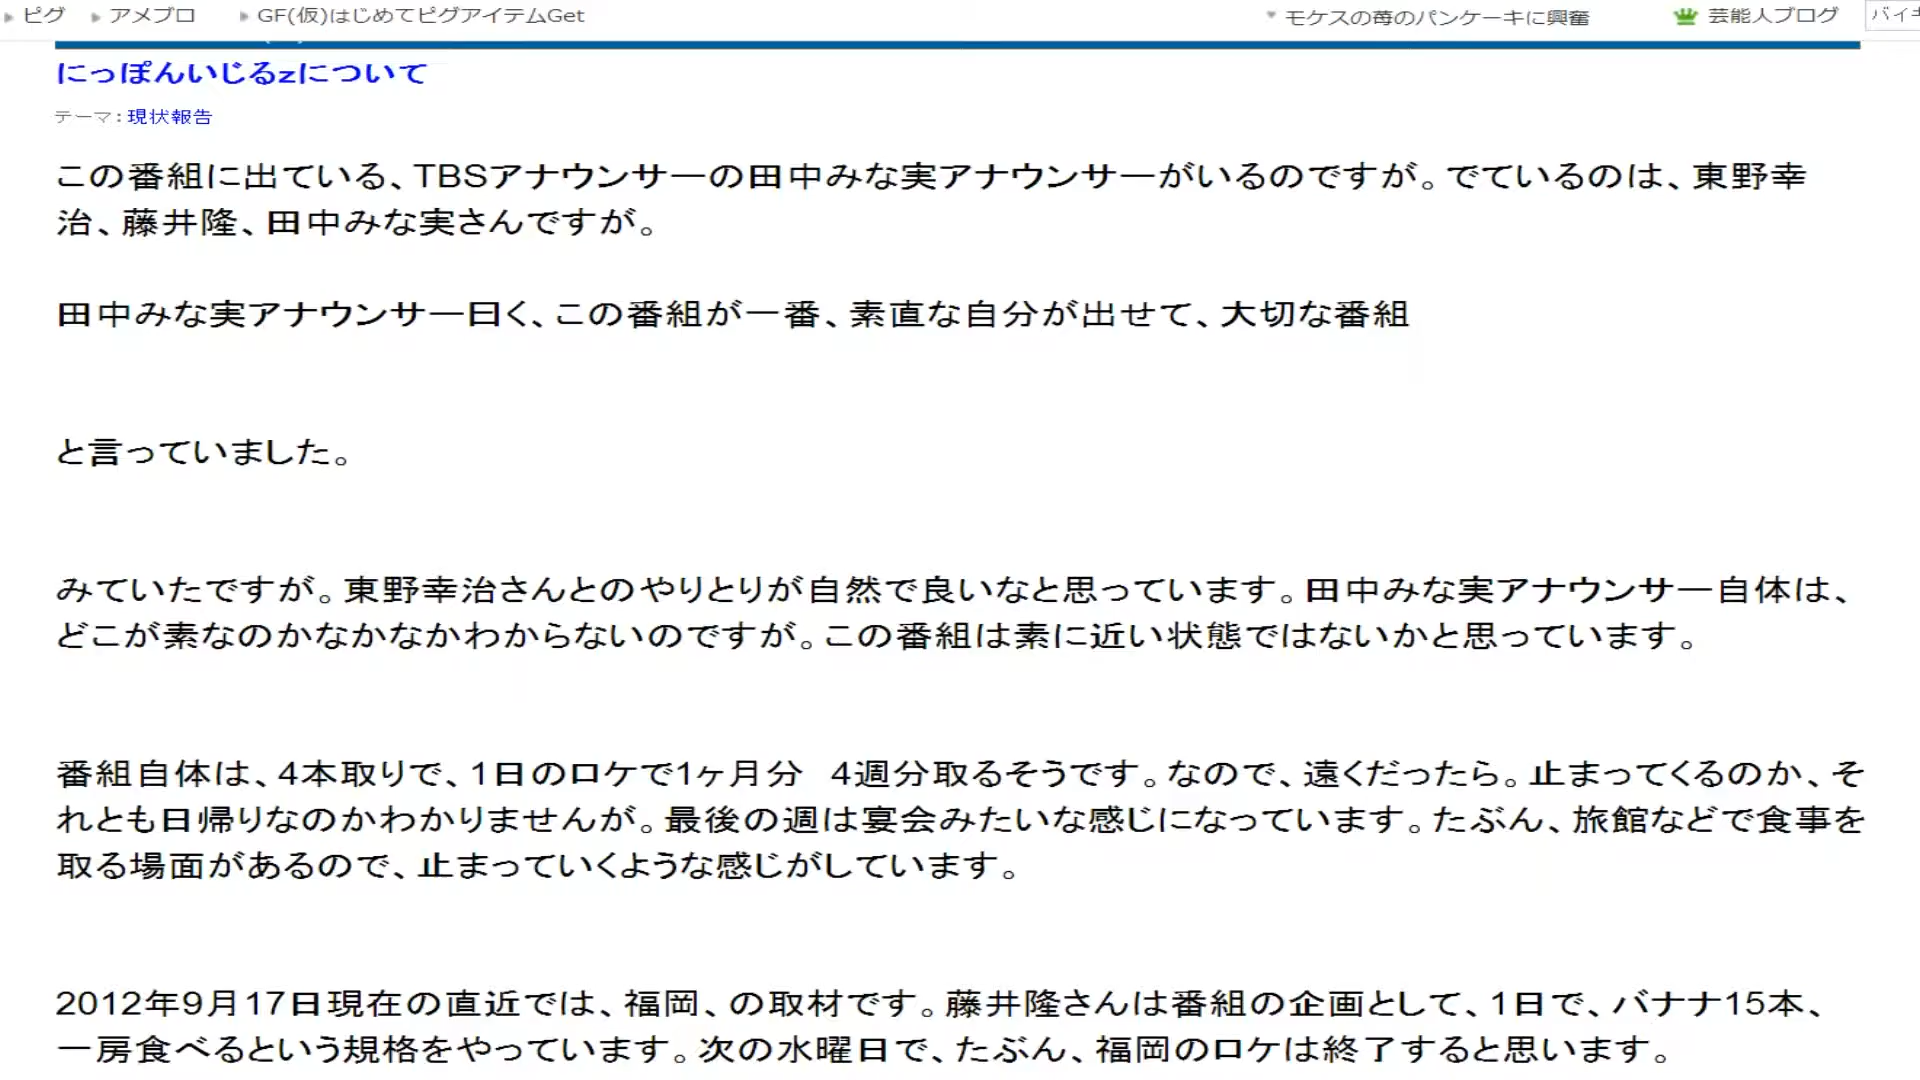 ピグ アメブロ GF(仮)はじめてピグアイテムGet モケスの苺のパンケーキに興奮 芸能人ブログ バイキ
にっぽんいじるzについて
テーマ:現状報告
この番組に出ている、TBSアナウンサーの田中みな実アナウンサーがいるのですが。でているのは、東野幸
治、藤井隆、田中みな実さんですが。
田中みな実アナウンサー曰く、この番組が一番、素直な自分が出せて、大切な番組
と言っていました。
みていたですが。東野幸治さんとのやりとりが自然で良いなと思っています。田中みな実アナウンサー自体は、
どこが素なのかなかなかわからないのですが。この番組は素に近い状態ではないかと思っています。
番組自体は、4本取りで、1日のロケで1ヶ月分　4週分取るそうです。なので、遠くだったら。止まってくるのか、そ
れとも日帰りなのかわかりませんが。最後の週は宴会みたいな感じになっています。たぶん、旅館などで食事を
取る場面があるので、止まっていくような感じがしています。
2012年9月17日現在の直近では、福岡、の取材です。藤井隆さんは番組の企画として、1日で、バナナ15本、
一房食べるという規格をやっています。次の水曜日で、たぶん、福岡のロケは終了すると思います。